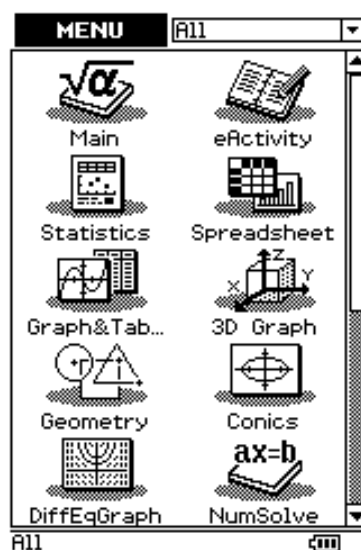 MENU All
√α
Main eActivity
Statistics Spreadsheet
Z
X Y
Graph&Tab... 3D Graph
r
Geometry Conics
ax=b
DiffEqGraph NumSolve
All